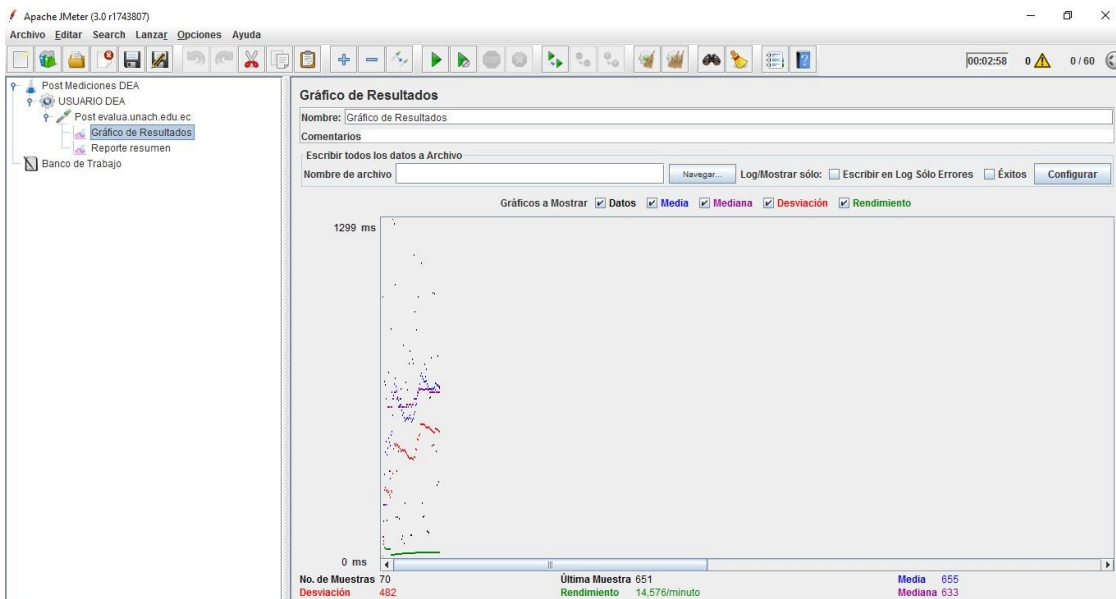 Apache JMeter (3.0 r1743807)
Archivo Editar Search Lanzar Opciones Ayuda
00:02:58 0 0 / 60
Post Mediciones DEA
USUARIO DEA
Post evalua.unach.edu.ec
Gráfico de Resultados
Reporte resumen
Banco de Trabajo
Gráfico de Resultados
Nombre: Gráfico de Resultados
Comentarios
Escribir todos los datos a Archivo
Nombre de archivo Navegar... Log/Mostrar sólo: Escribir en Log Sólo Errores Éxitos Configurar
Gráficos a Mostrar Datos Media Mediana Desviación Rendimiento
1299 ms
0 ms
No. de Muestras 70 Última Muestra 651 Media 655
Desviación 482 Rendimiento 14,576/minuto Mediana 633